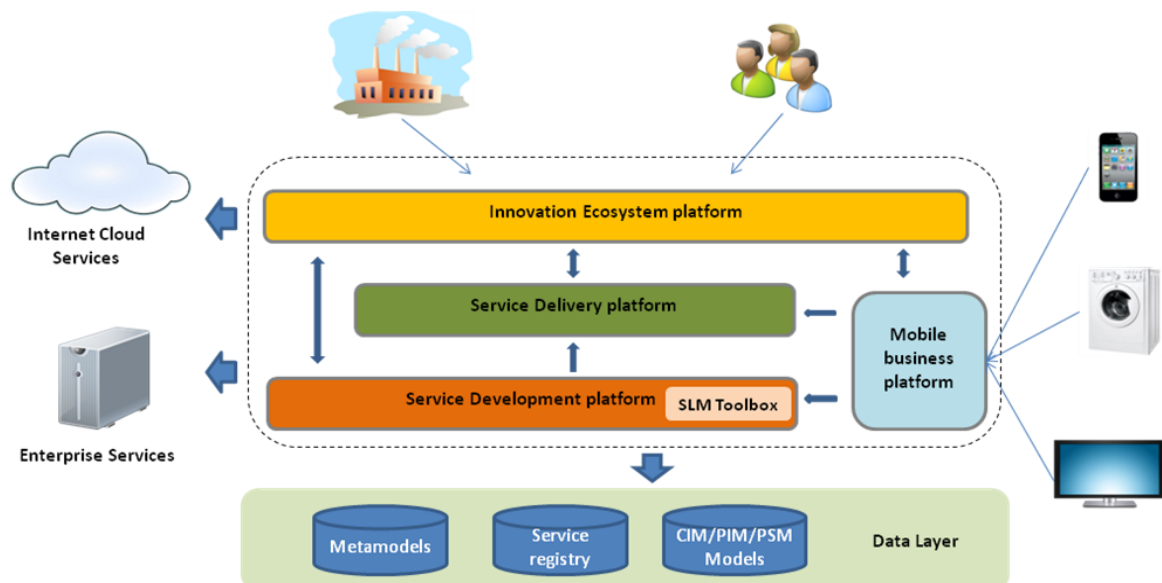 Innovation Ecosystem platform
Internet Cloud
Services
Service Delivery platform
Mobile
business
platform
Service Development platform
SLM Toolbox
Enterprise Services
Metamodels
Service
registry
CIM/PIM/PSM
Models
Data Layer